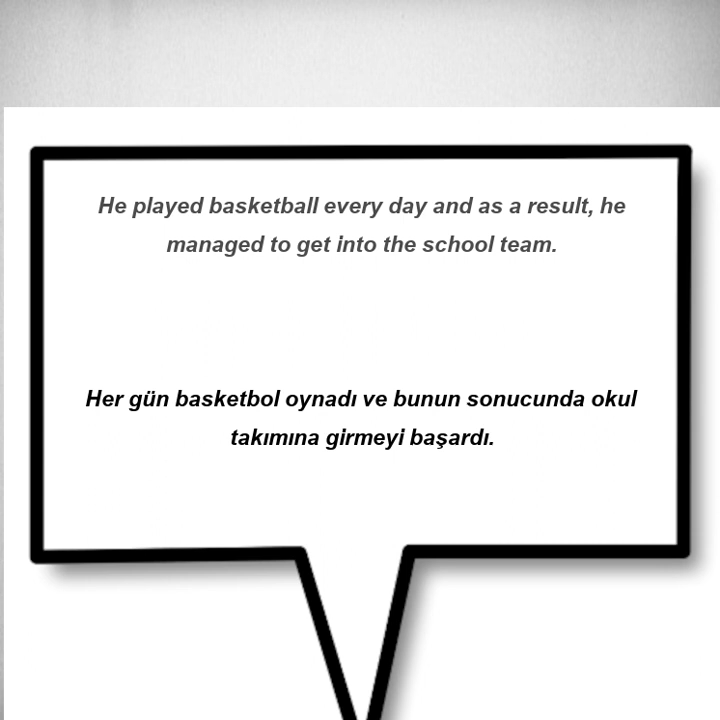 He played basketball every day and as a result, he
managed to get into the school team.
Her gün basketbol oynadı ve bunun sonucunda okul
takımına girmeyi başardı.